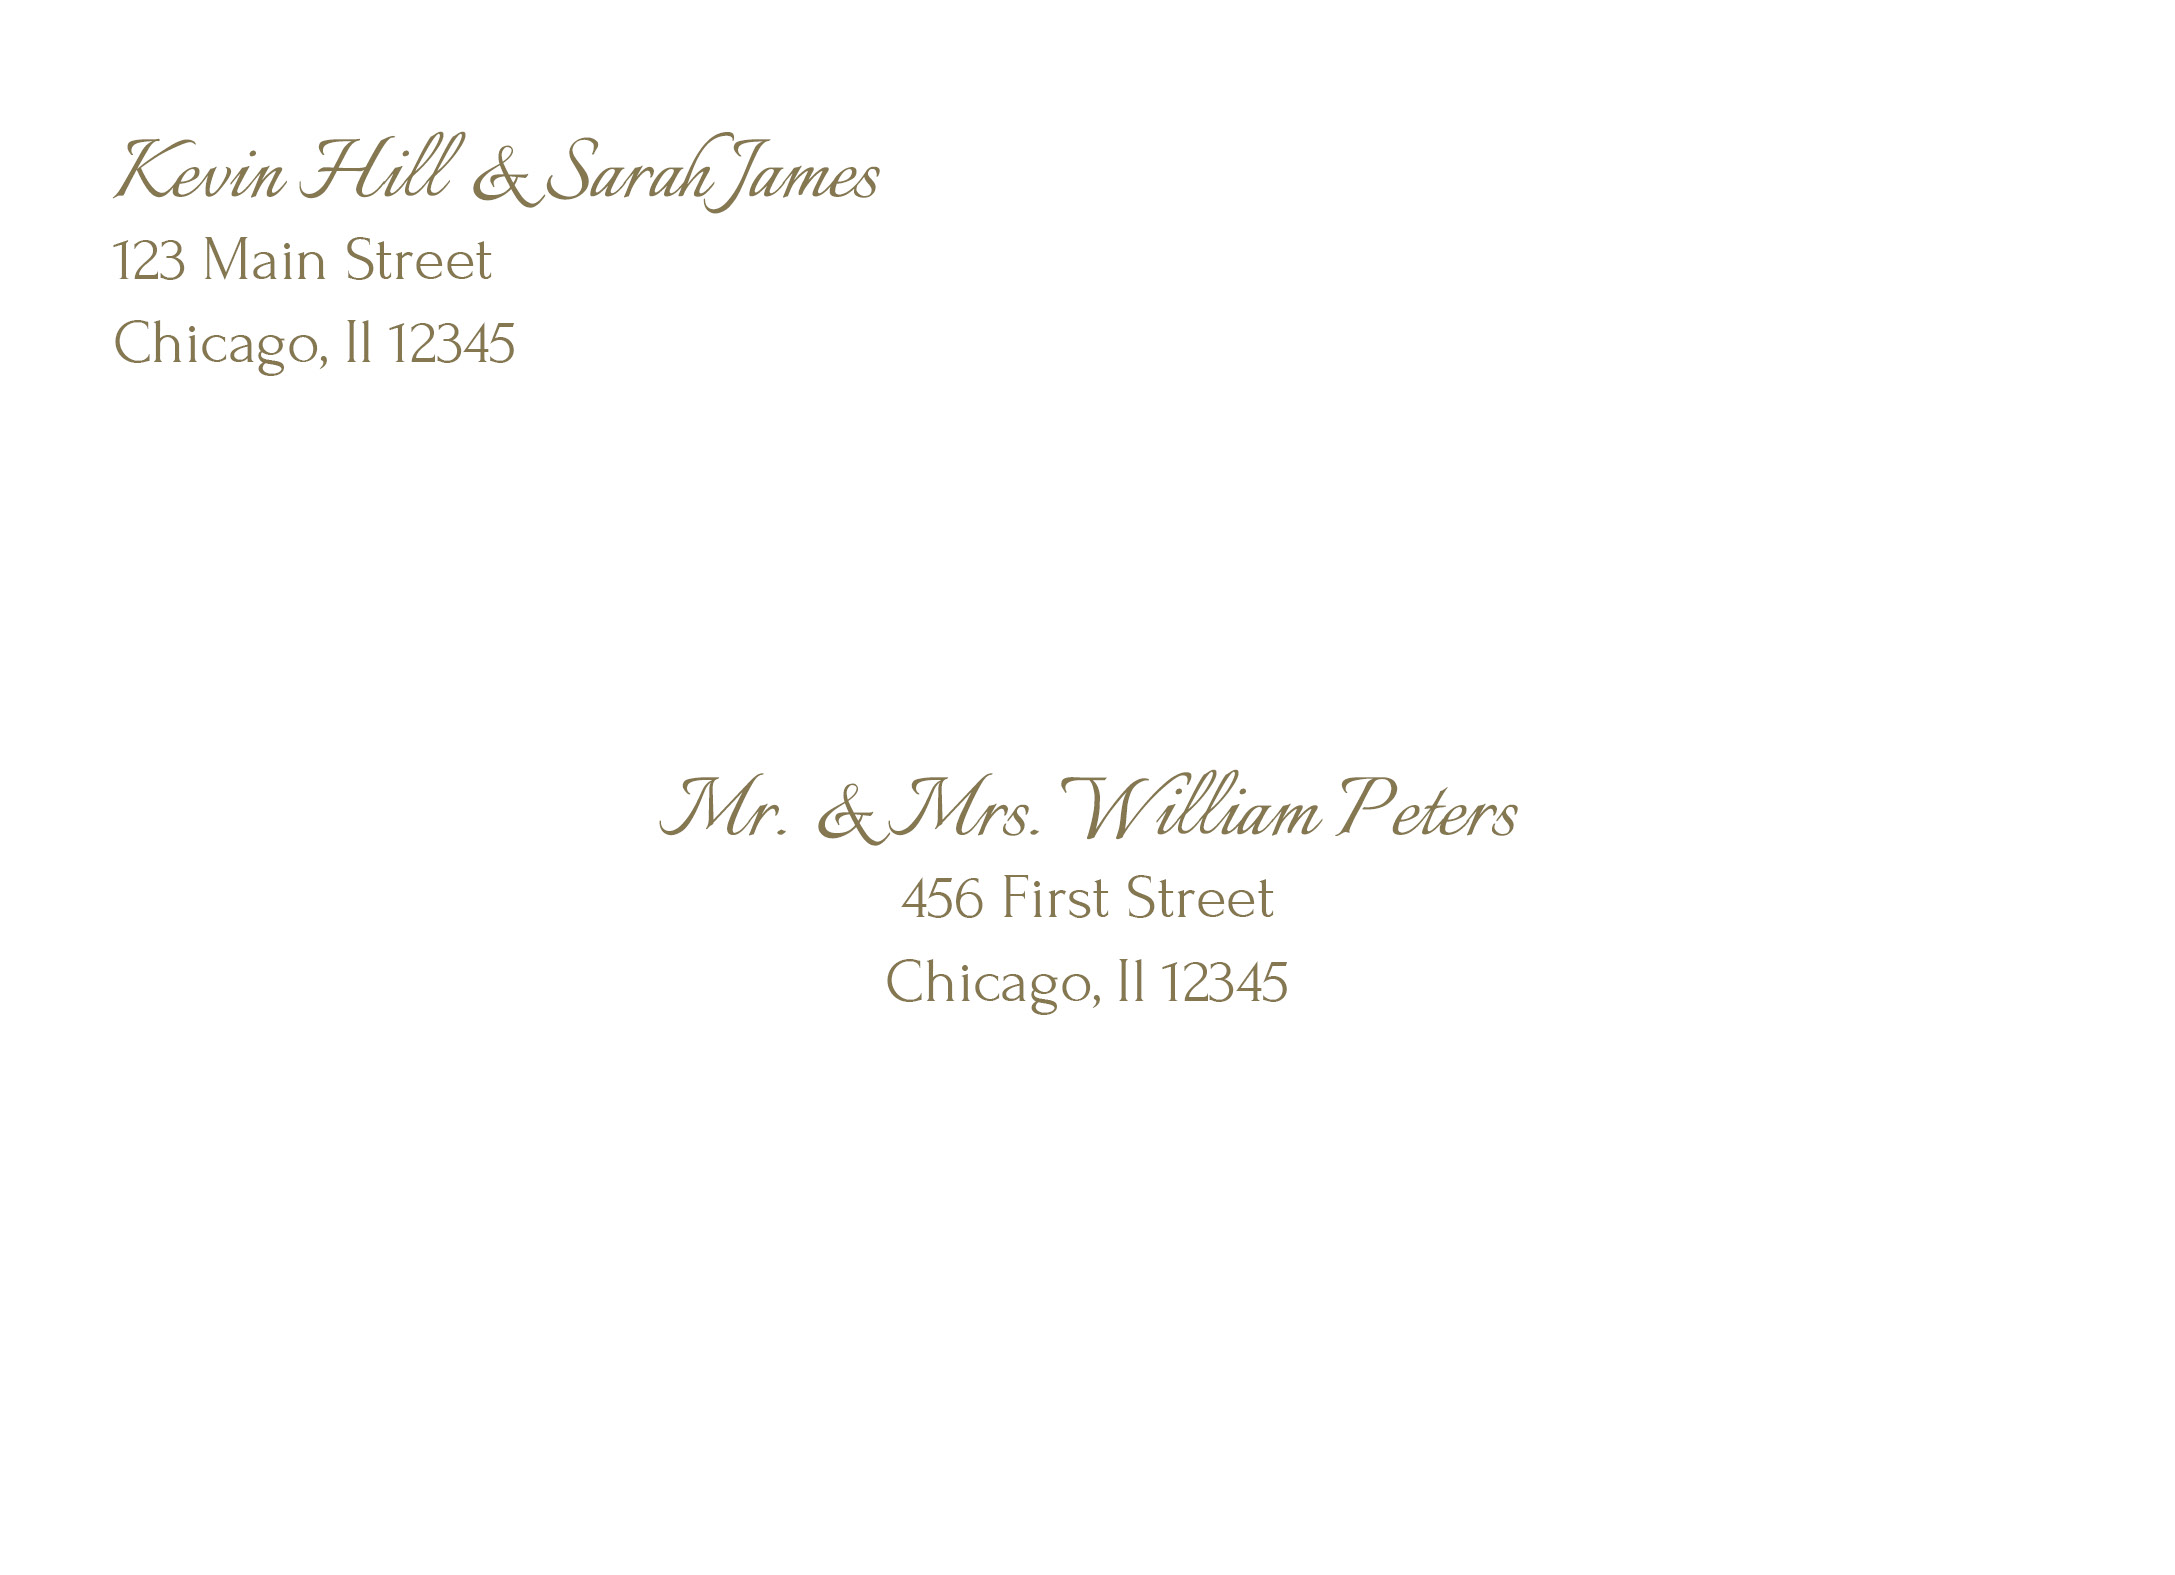 Kevin Hill & Sarah James
123 Main Street
Chicago, Il 12345
Mr. & Mrs. William Peters
456 First Street
Chicago, Il 12345